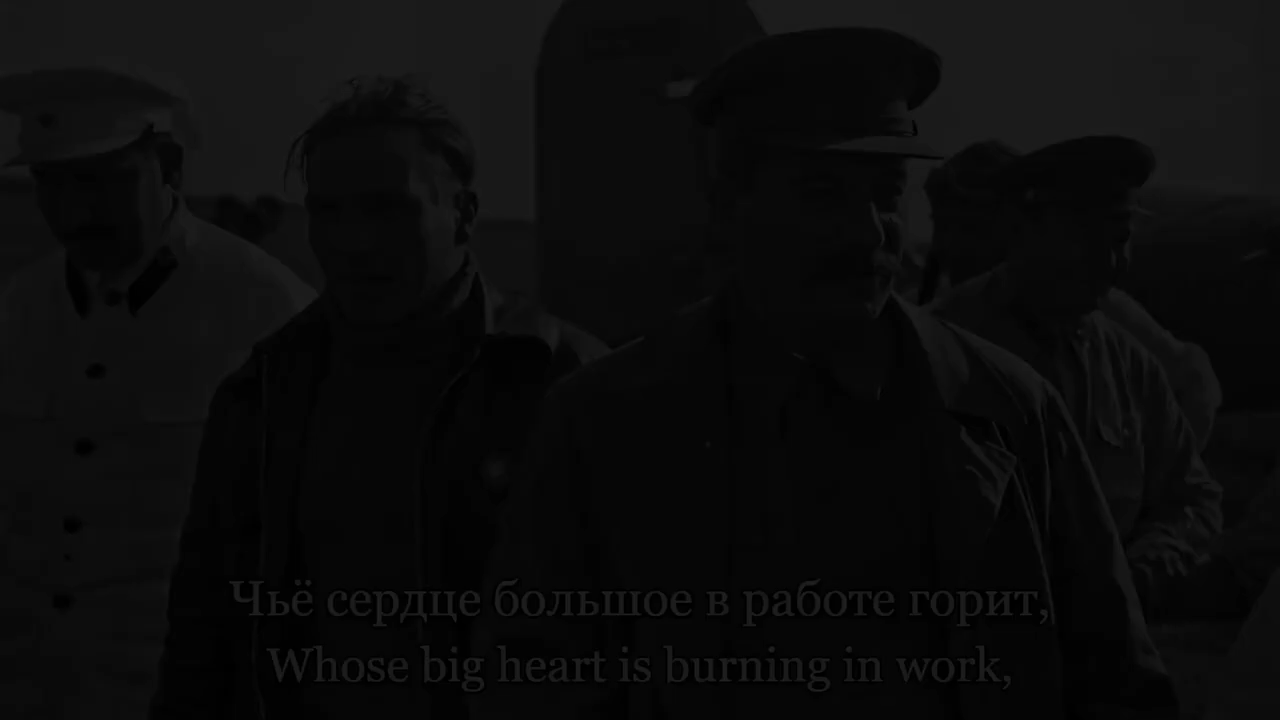 Чьё сердце большое в работе горит,
Whose big heart is burning in work,